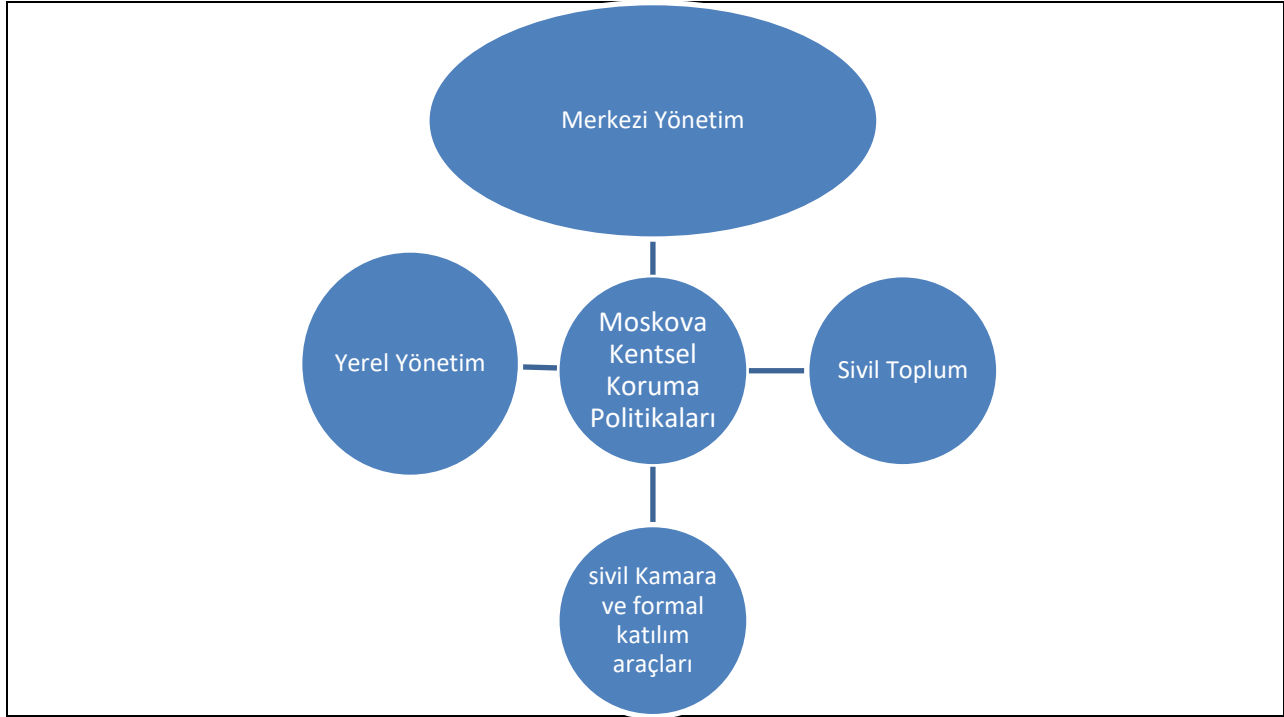 Merkezi Yönetim
Yerel Yönetim
Moskova
Kentsel
Koruma
Politikaları
Sivil Toplum
sivil Kamara
ve formal
katılım
araçları